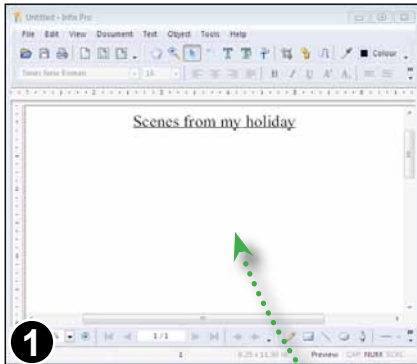 Untitled - Infix Pro
File Edit View Document Text Object Tools Help
Colour
Times New Roman
Scenes from my holiday
1 / 1
1
Preview CAP NUM
1